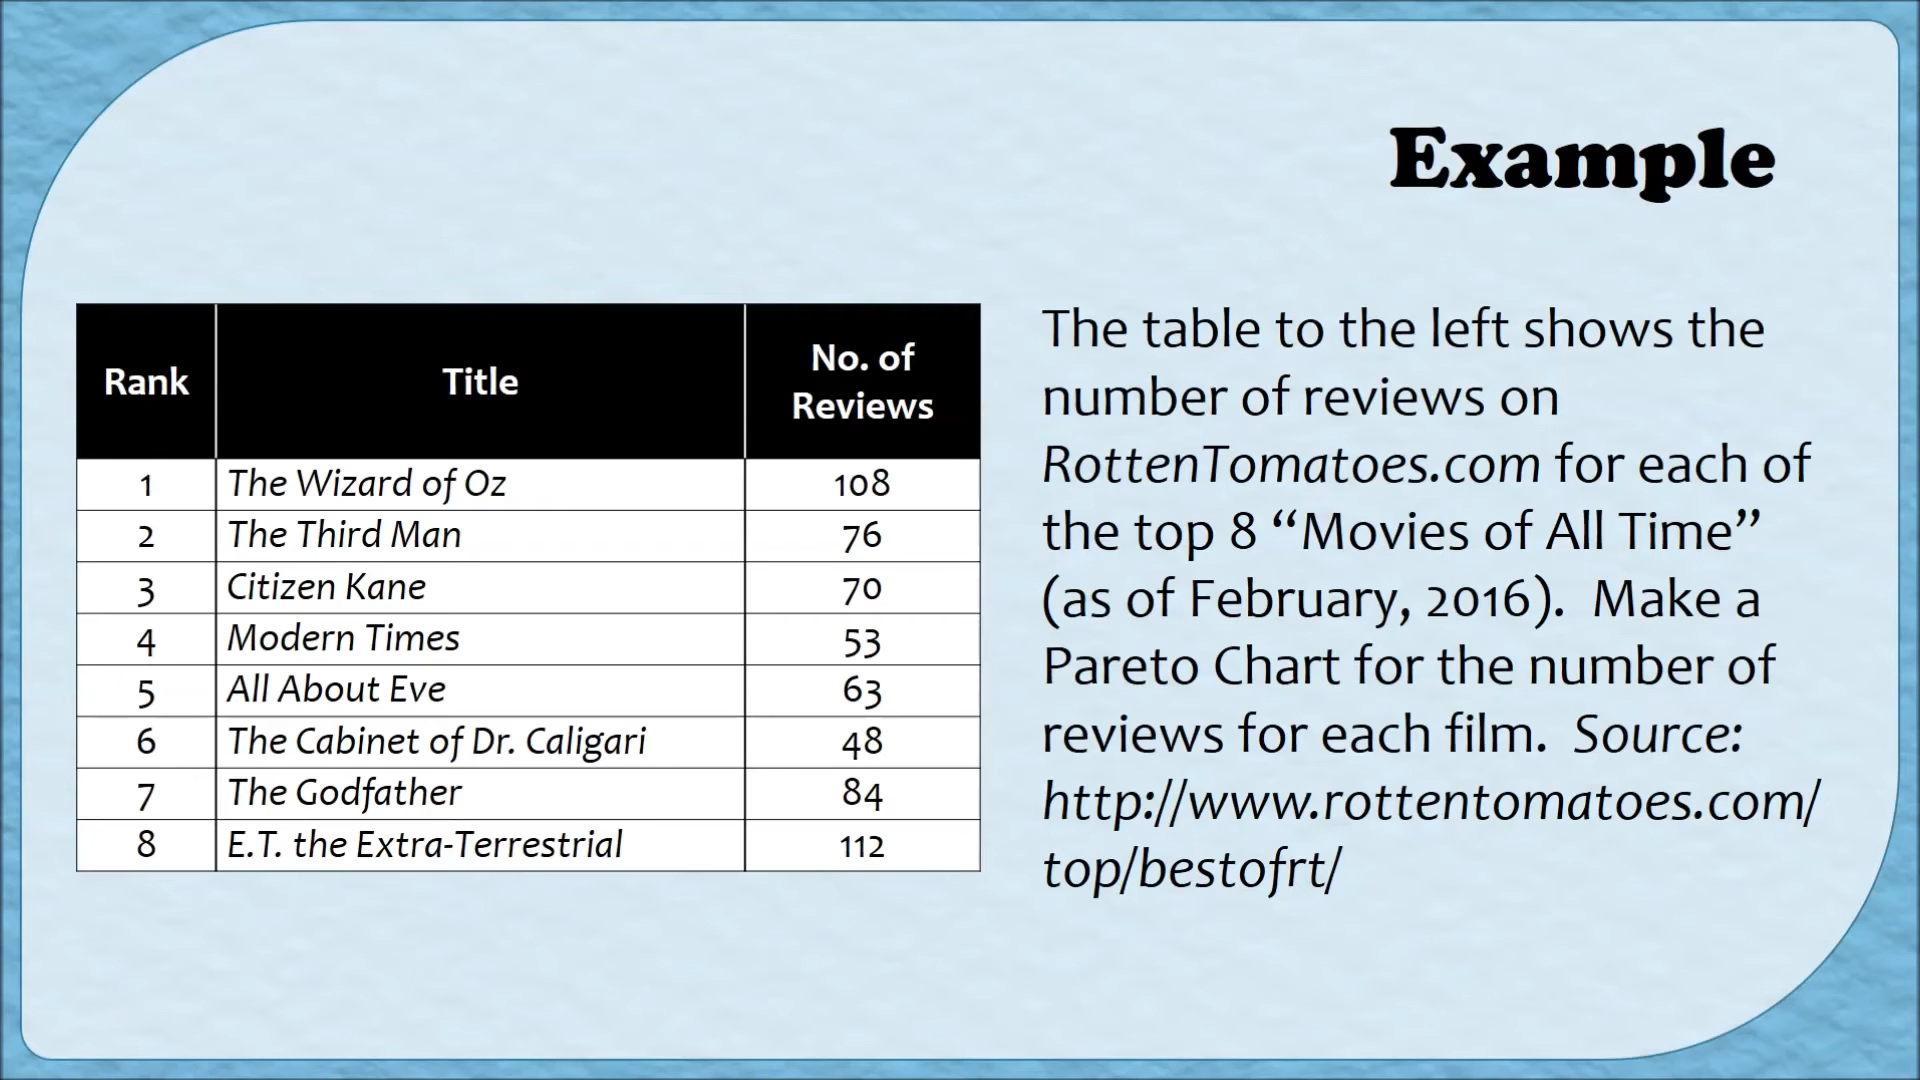 Example
Rank Title No. of Reviews
1 The Wizard of Oz 108
2 The Third Man 76
3 Citizen Kane 70
4 Modern Times 53
5 All About Eve 63
6 The Cabinet of Dr. Caligari 48
7 The Godfather 84
8 E.T. the Extra-Terrestrial 112
The table to the left shows the
number of reviews on
RottenTomatoes.com for each of
the top 8 “Movies of All Time”
(as of February, 2016).  Make a
Pareto Chart for the number of
reviews for each film.  Source:
http://www.rottentomatoes.com/
top/bestofrt/